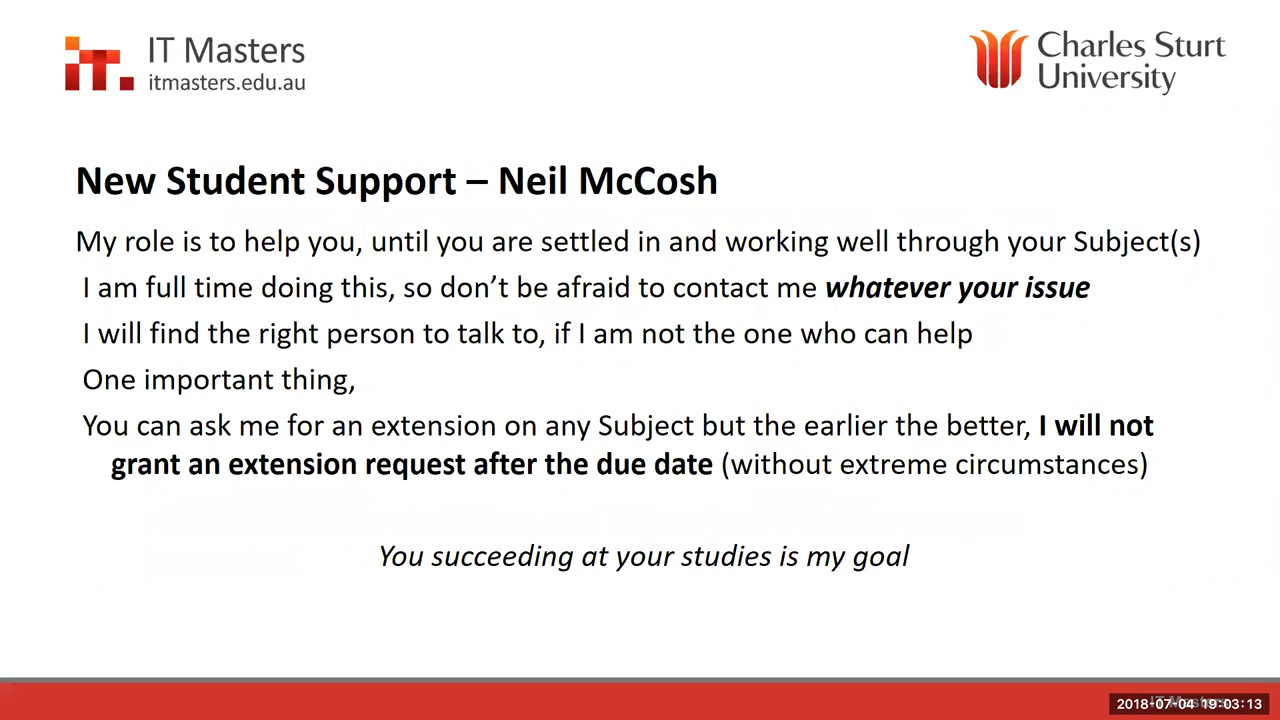 IT Masters
itmasters.edu.au
Charles Sturt
University
New Student Support – Neil McCosh
My role is to help you, until you are settled in and working well through your Subject(s)
I am full time doing this, so don’t be afraid to contact me whatever your issue
I will find the right person to talk to, if I am not the one who can help
One important thing,
You can ask me for an extension on any Subject but the earlier the better, I will not
grant an extension request after the due date (without extreme circumstances)
You succeeding at your studies is my goal
2018-07-04 19:03:13